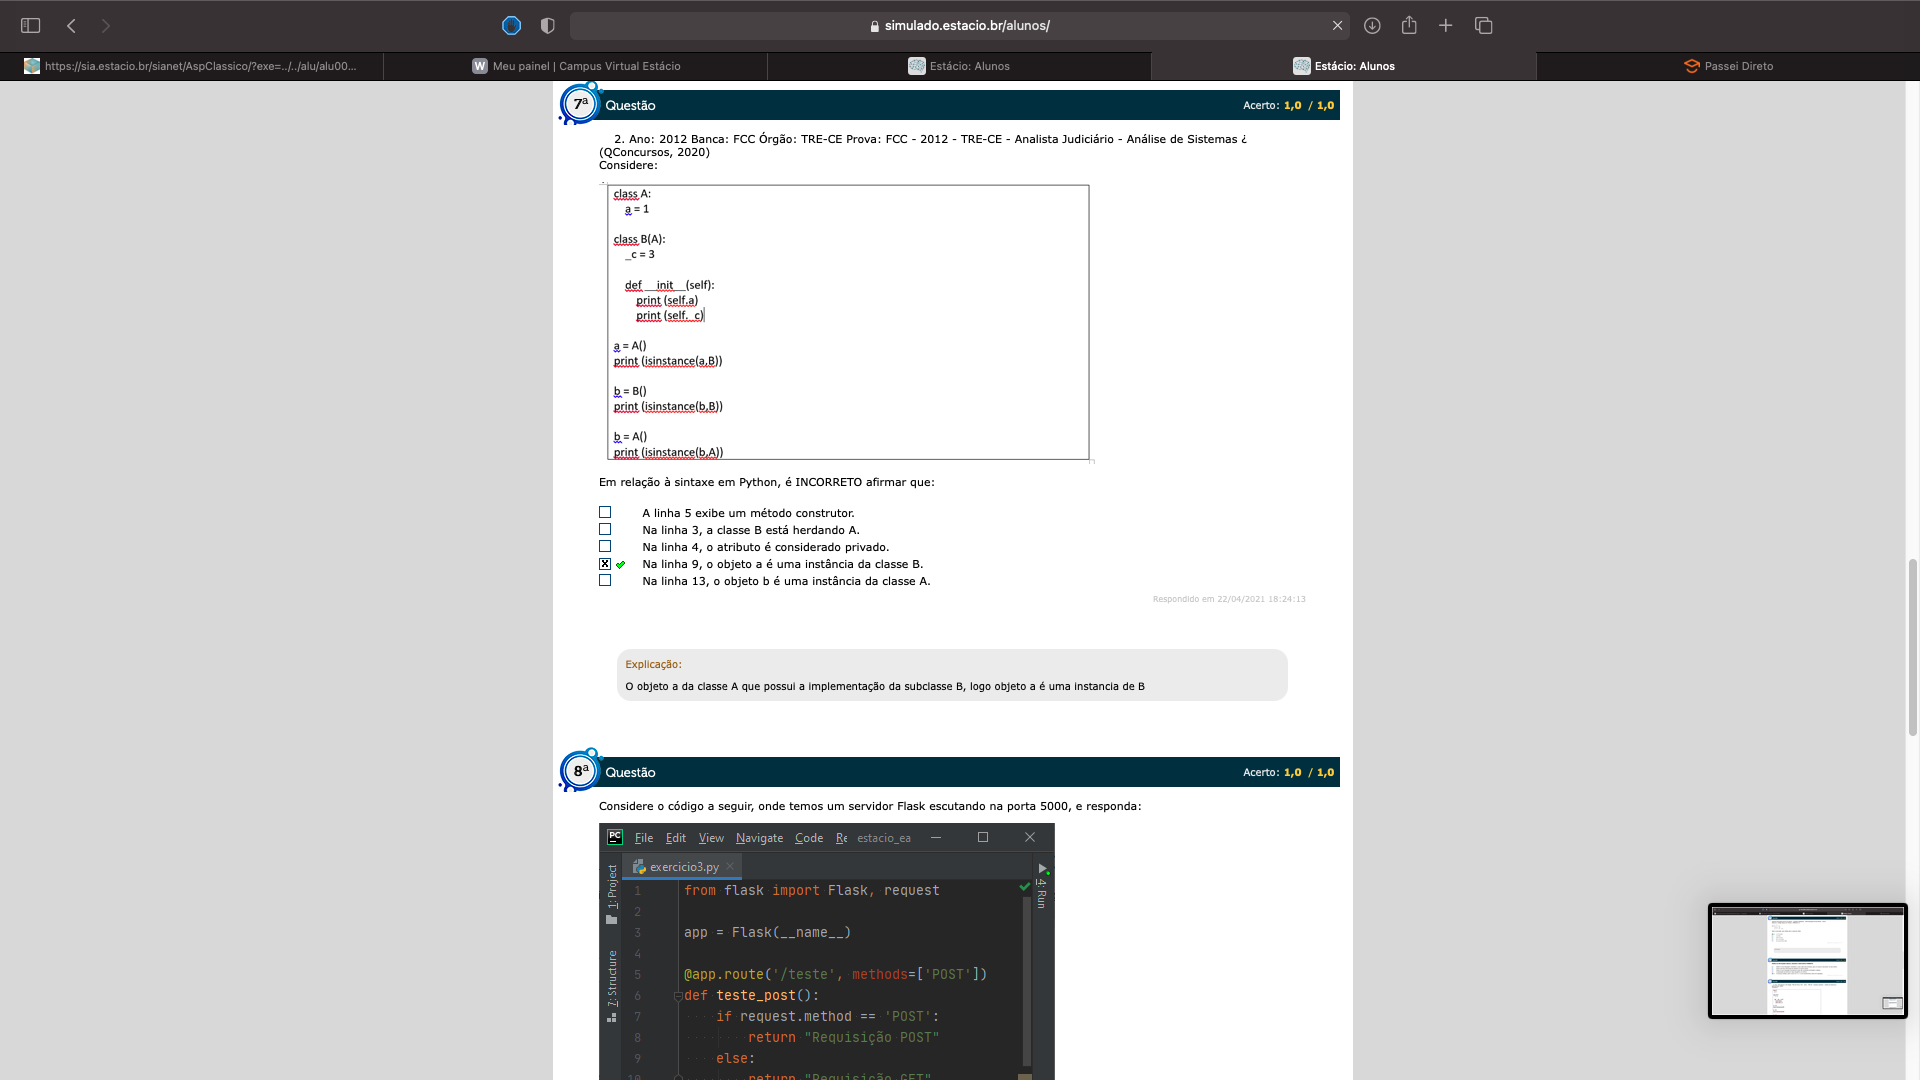 simulado.estacio.br/alunos/
https://sia.estacio.br/sianet/AspClassico/?exe=../../alu/alu00...
W Meu painel | Campus Virtual Estácio
Estácio: Alunos
Estácio: Alunos
Passei Direto
7ª Questão
Acerto: 1,0 / 1,0
2. Ano: 2012 Banca: FCC Órgão: TRE-CE Prova: FCC - 2012 - TRE-CE - Analista Judiciário - Análise de Sistemas ¿
(QConcursos, 2020)
Considere:
class A:
a = 1
class B(A):
_c = 3
def __init__(self):
print (self.a)
print (self._c)
a = A()
print (isinstance(a,B))
b = B()
print (isinstance(b,B))
b = A()
print (isinstance(b,A))
Em relação à sintaxe em Python, é INCORRETO afirmar que:
A linha 5 exibe um método construtor.
Na linha 3, a classe B está herdando A.
Na linha 4, o atributo é considerado privado.
X Na linha 9, o objeto a é uma instância da classe B.
Na linha 13, o objeto b é uma instância da classe A.
Respondido em 22/04/2021 18:24:13
Explicação:
O objeto a da classe A que possui a implementação da subclasse B, logo objeto a é uma instancia de B
8ª Questão
Acerto: 1,0 / 1,0
Considere o código a seguir, onde temos um servidor Flask escutando na porta 5000, e responda:
PC File Edit View Navigate Code Re estacio_ea
exercicio3.py
1: Project
7: Structure
4: Run
1 from flask import Flask, request
2
3 app = Flask(__name__)
4
5 @app.route('/teste', methods=['POST'])
6 def teste_post():
7 if request.method == 'POST':
8 return "Requisição POST"
9 else:
10 return "Requisição GET"